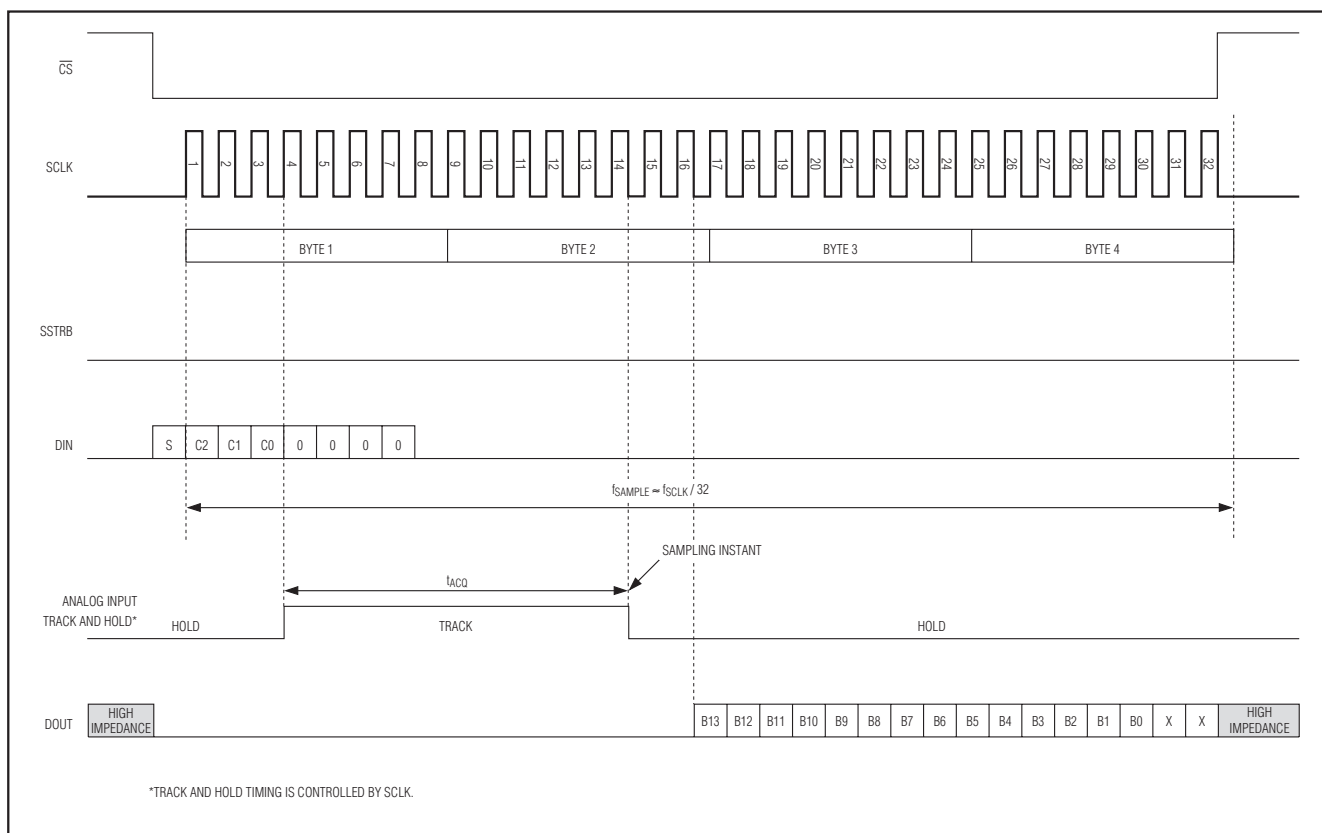 CS
SCLK
1 2 3 4 5 6 7 8 9 10 11 12 13 14 15 16 17 18 19 20 21 22 23 24 25 26 27 28 29 30 31 32
BYTE 1 BYTE 2 BYTE 3 BYTE 4
SSTRB
DIN
S C2 C1 C0 0 0 0 0
fSAMPLE ≈ fSCLK / 32
SAMPLING INSTANT
tACQ
ANALOG INPUT
TRACK AND HOLD*
HOLD TRACK HOLD
DOUT
HIGH
IMPEDANCE
B13 B12 B11 B10 B9 B8 B7 B6 B5 B4 B3 B2 B1 B0 X X
HIGH
IMPEDANCE
*TRACK AND HOLD TIMING IS CONTROLLED BY SCLK.